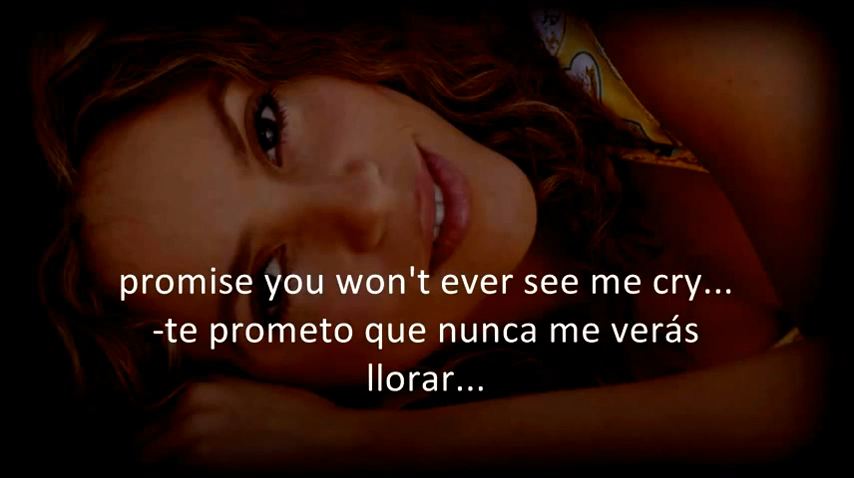 promise you won't ever see me cry...
-te prometo que nunca me verás
llorar...